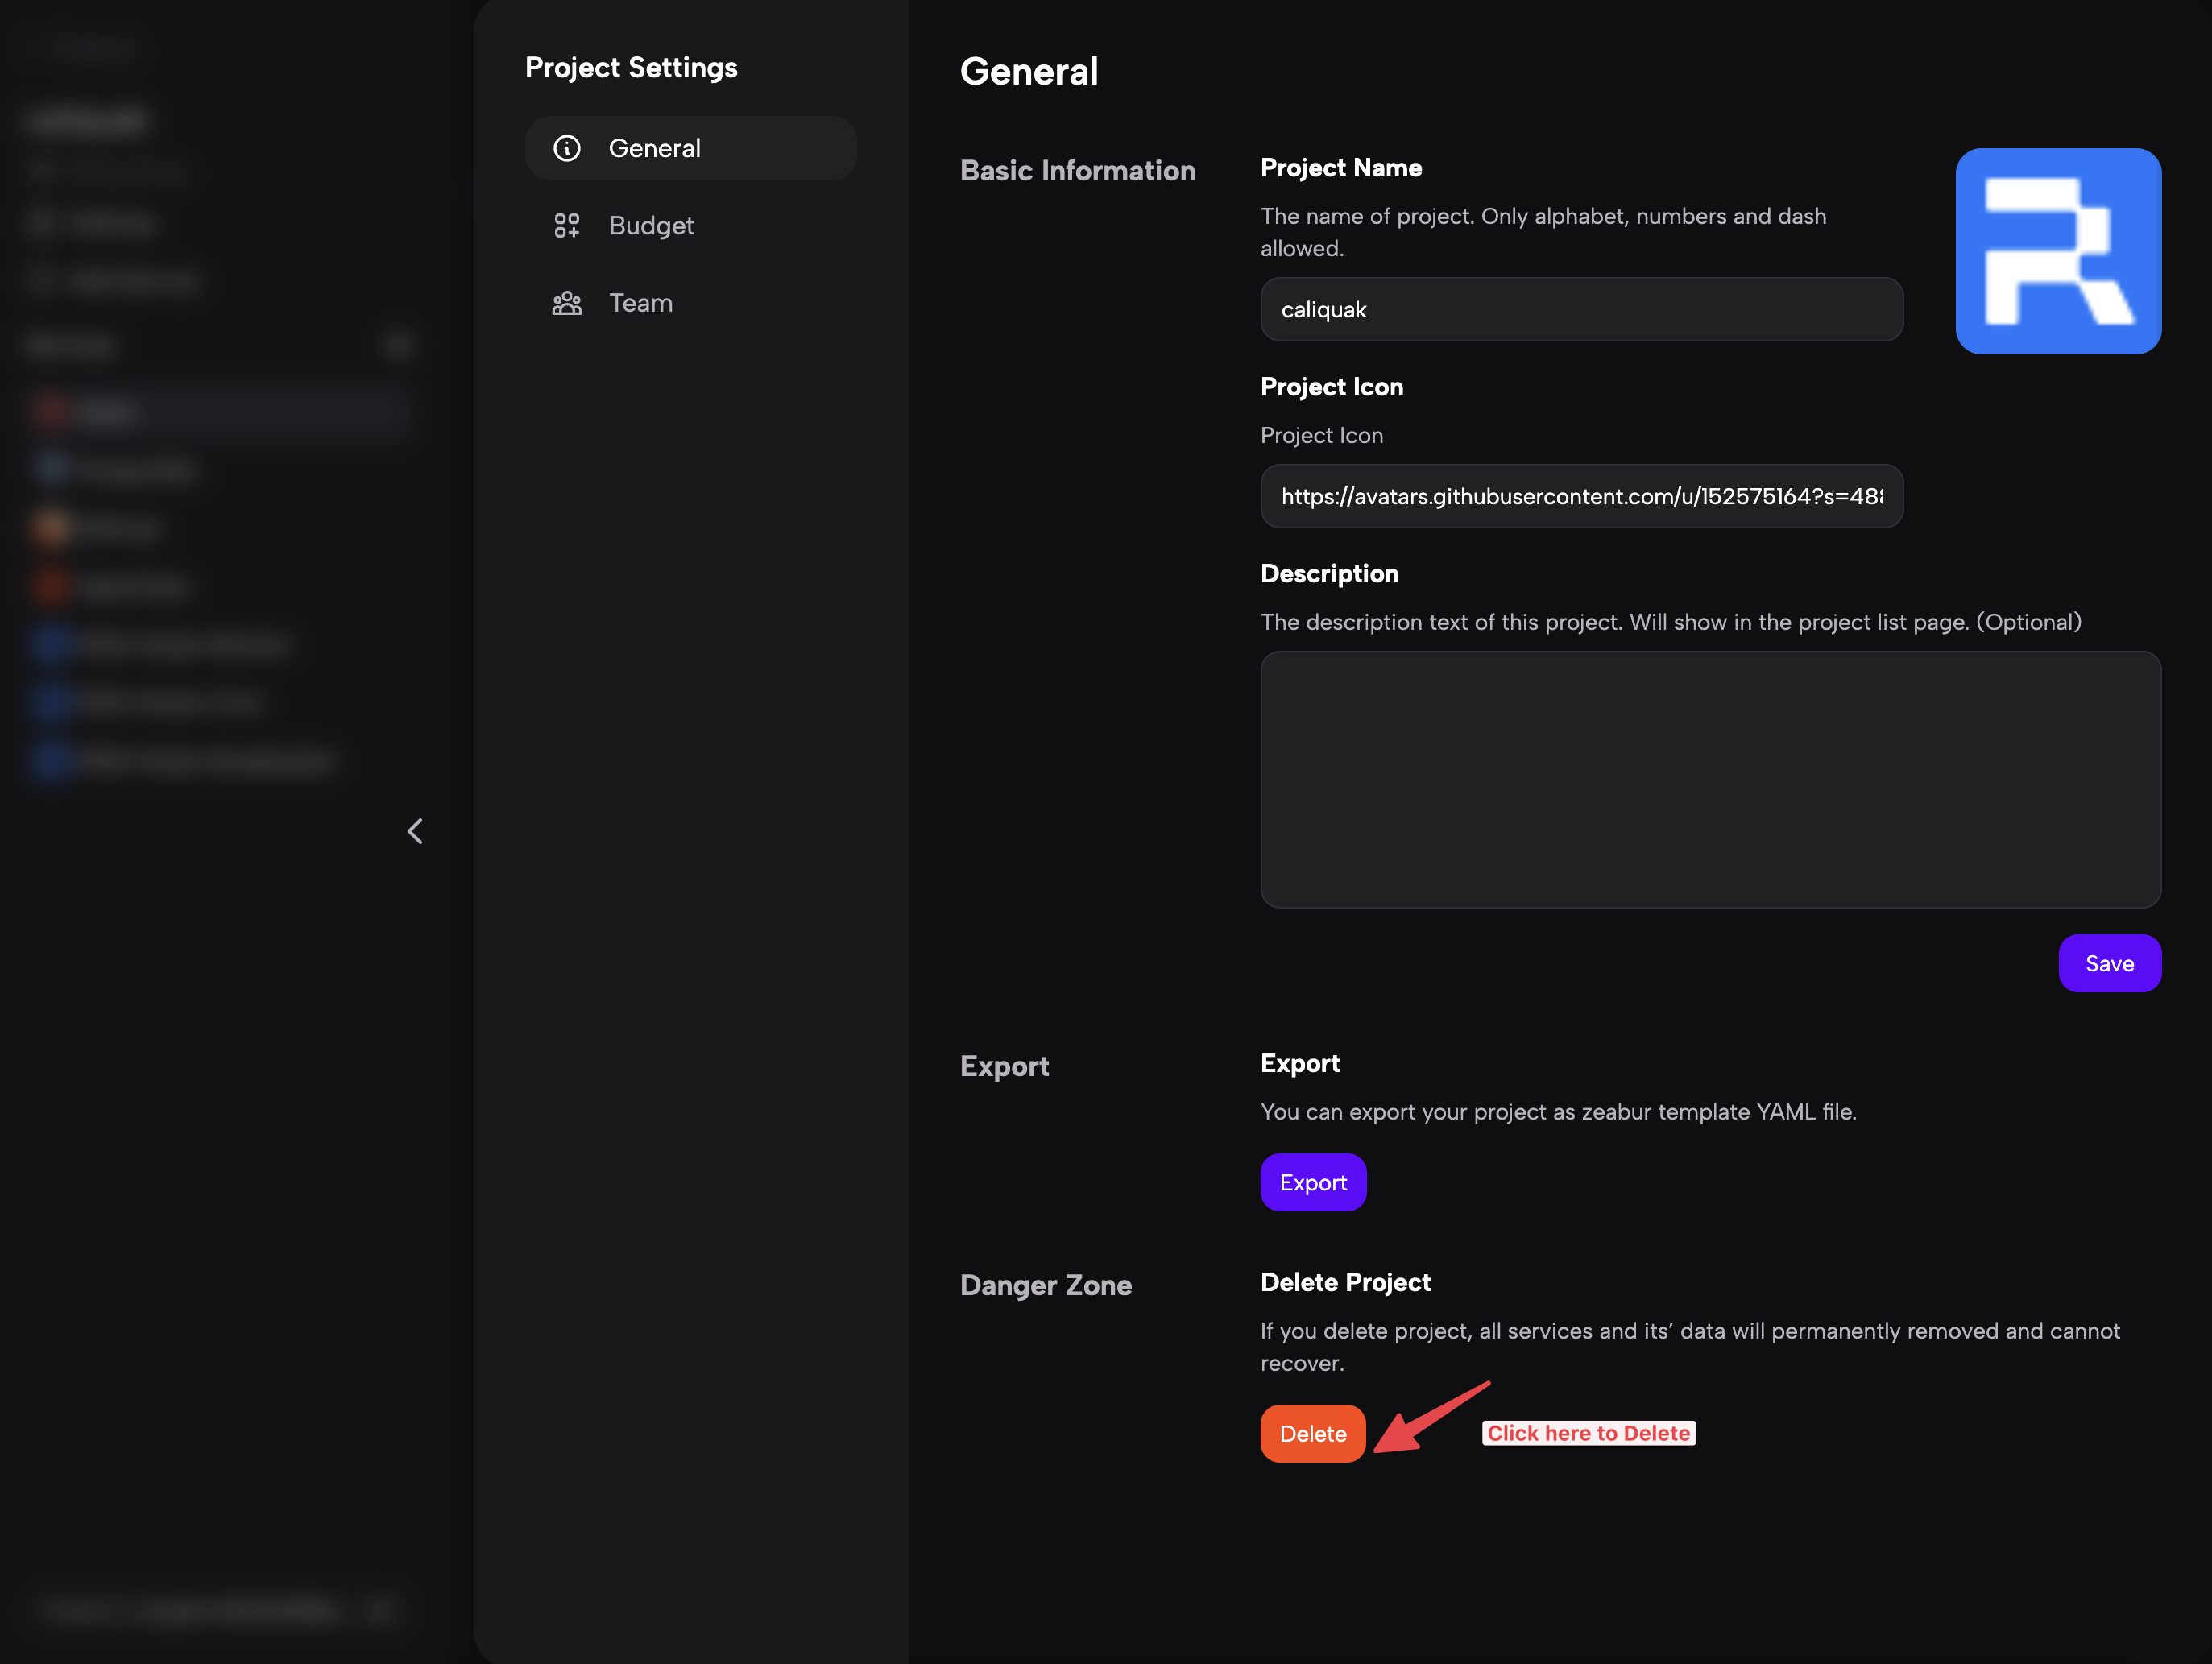 Project Settings
General
Budget
Team
General
Basic Information
Project Name
The name of project. Only alphabet, numbers and dash
allowed.
caliquak
Project Icon
Project Icon
https://avatars.githubusercontent.com/u/152575164?s=48
Description
The description text of this project. Will show in the project list page. (Optional)
Save
Export
Export
You can export your project as zeabur template YAML file.
Export
Danger Zone
Delete Project
If you delete project, all services and its’ data will permanently removed and cannot
recover.
Delete
Click here to Delete